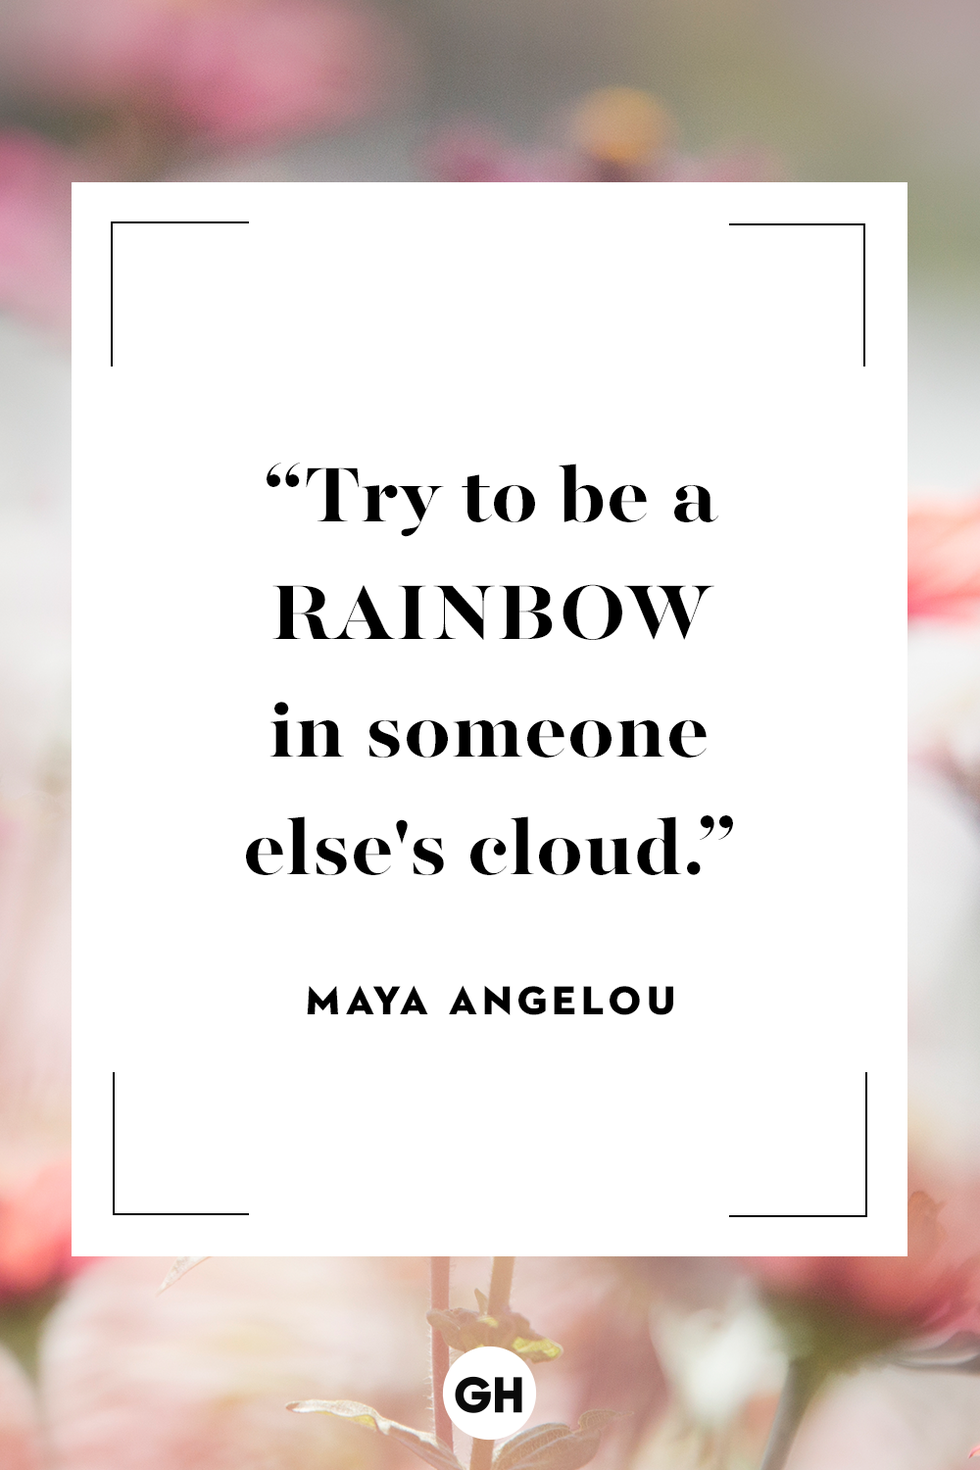 “Try to be a
RAINBOW
in someone
else's cloud.”
MAYA ANGELOU
GH